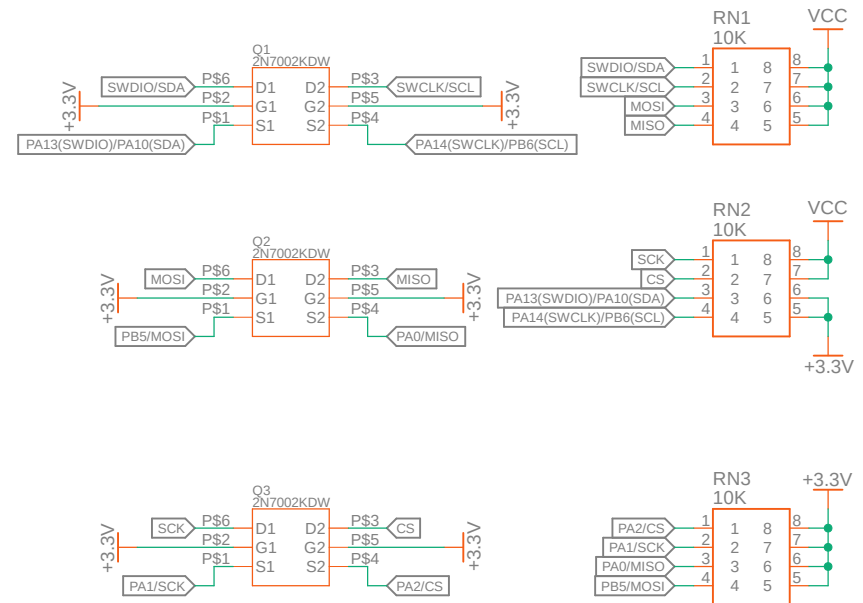 Q1
2N7002KDW
SWDIO/SDA P$6 D1 D2 P$3 SWCLK/SCL
+3.3V P$2 G1 G2 P$5 +3.3V
P$1 S1 S2 P$4
PA13(SWDIO)/PA10(SDA) PA14(SWCLK)/PB6(SCL)
RN1 VCC
10K
SWDIO/SDA 1 1 8 8
SWCLK/SCL 2 2 7 7
MOSI 3 3 6 6
MISO 4 4 5 5
Q2
2N7002KDW
MOSI P$6 D1 D2 P$3 MISO
+3.3V P$2 G1 G2 P$5 +3.3V
P$1 S1 S2 P$4
PB5/MOSI PA0/MISO
RN2 VCC
10K
SCK 1 1 8 8
CS 2 2 7 7
PA13(SWDIO)/PA10(SDA) 3 3 6 6
PA14(SWCLK)/PB6(SCL) 4 4 5 5
+3.3V
Q3
2N7002KDW
SCK P$6 D1 D2 P$3 CS
+3.3V P$2 G1 G2 P$5 +3.3V
P$1 S1 S2 P$4
PA1/SCK PA2/CS
RN3 +3.3V
10K
PA2/CS 1 1 8 8
PA1/SCK 2 2 7 7
PA0/MISO 3 3 6 6
PB5/MOSI 4 4 5 5